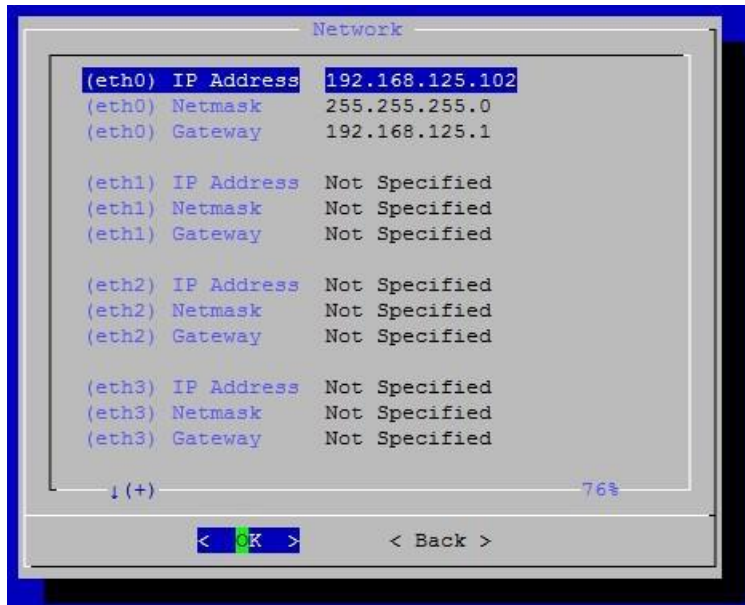 Network
(eth0) IP Address 192.168.125.102
(eth0) Netmask 255.255.255.0
(eth0) Gateway 192.168.125.1
(eth1) IP Address Not Specified
(eth1) Netmask Not Specified
(eth1) Gateway Not Specified
(eth2) IP Address Not Specified
(eth2) Netmask Not Specified
(eth2) Gateway Not Specified
(eth3) IP Address Not Specified
(eth3) Netmask Not Specified
(eth3) Gateway Not Specified
↓(+) 76%
< OK > < Back >